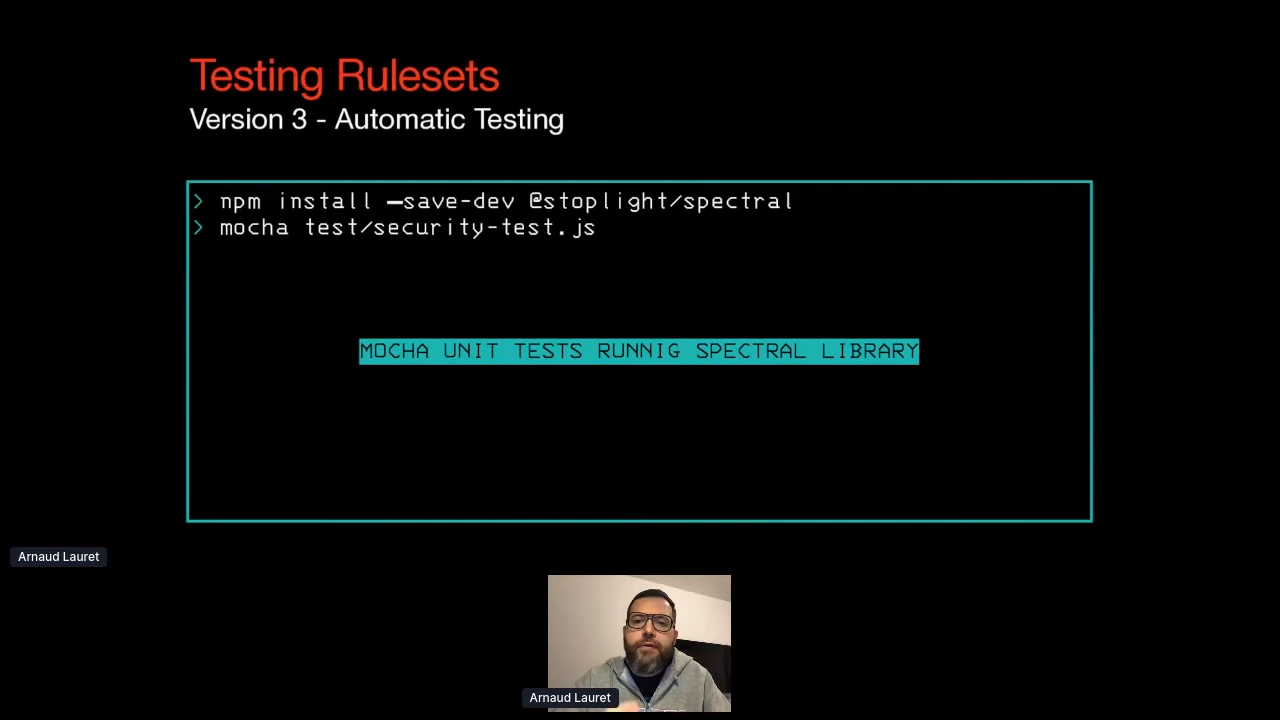 Testing Rulesets
Version 3 - Automatic Testing
> npm install —save-dev @stoplight/spectral
> mocha test/security-test.js
MOCHA UNIT TESTS RUNNIG SPECTRAL LIBRARY
Arnaud Lauret
Arnaud Lauret